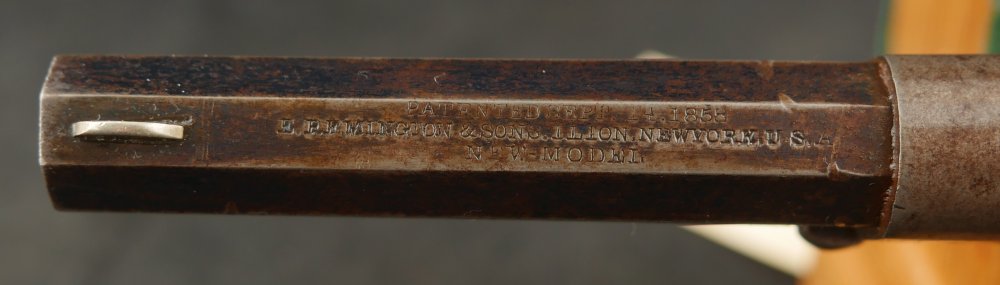 PATENTED SEPT. 14, 1858
E. REMINGTON & SONS, ILION, NEW YORK, U.S.A.
NEW-MODEL